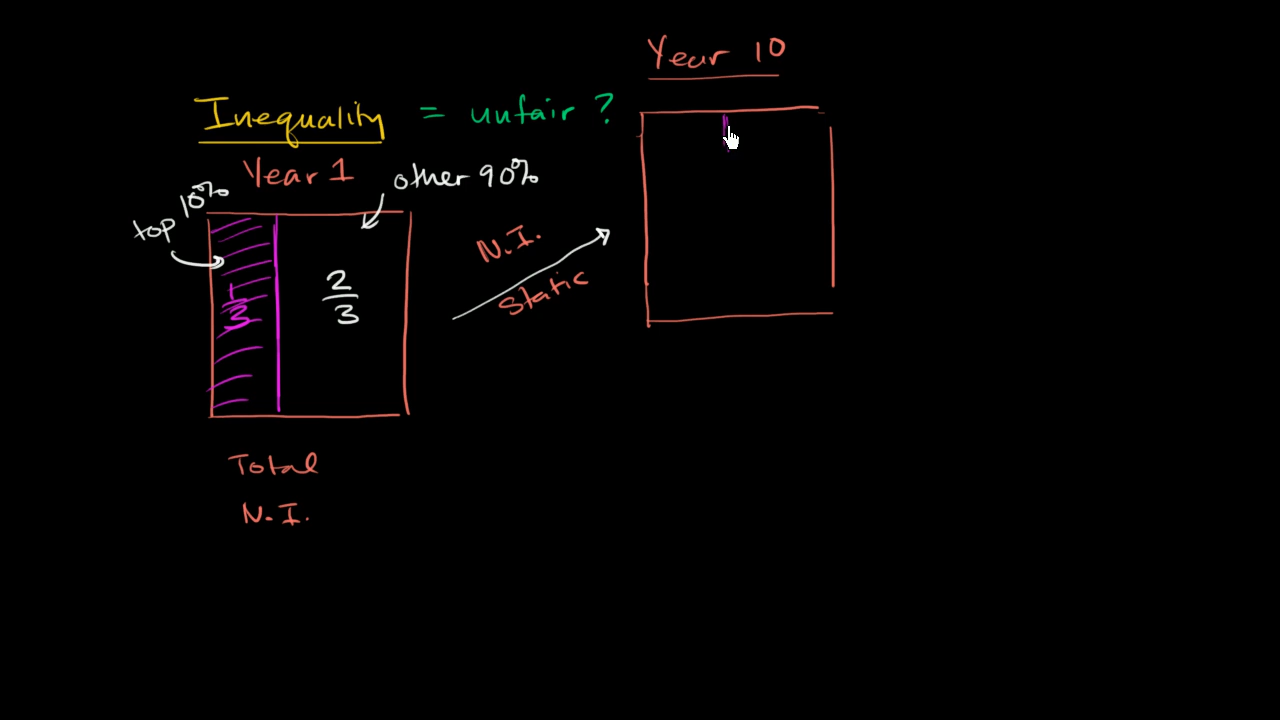 Year 10
Inequality = unfair ?
Year 1
other 90%
top 10%
1/3
2/3
N.I.
Static
Total
N.I.